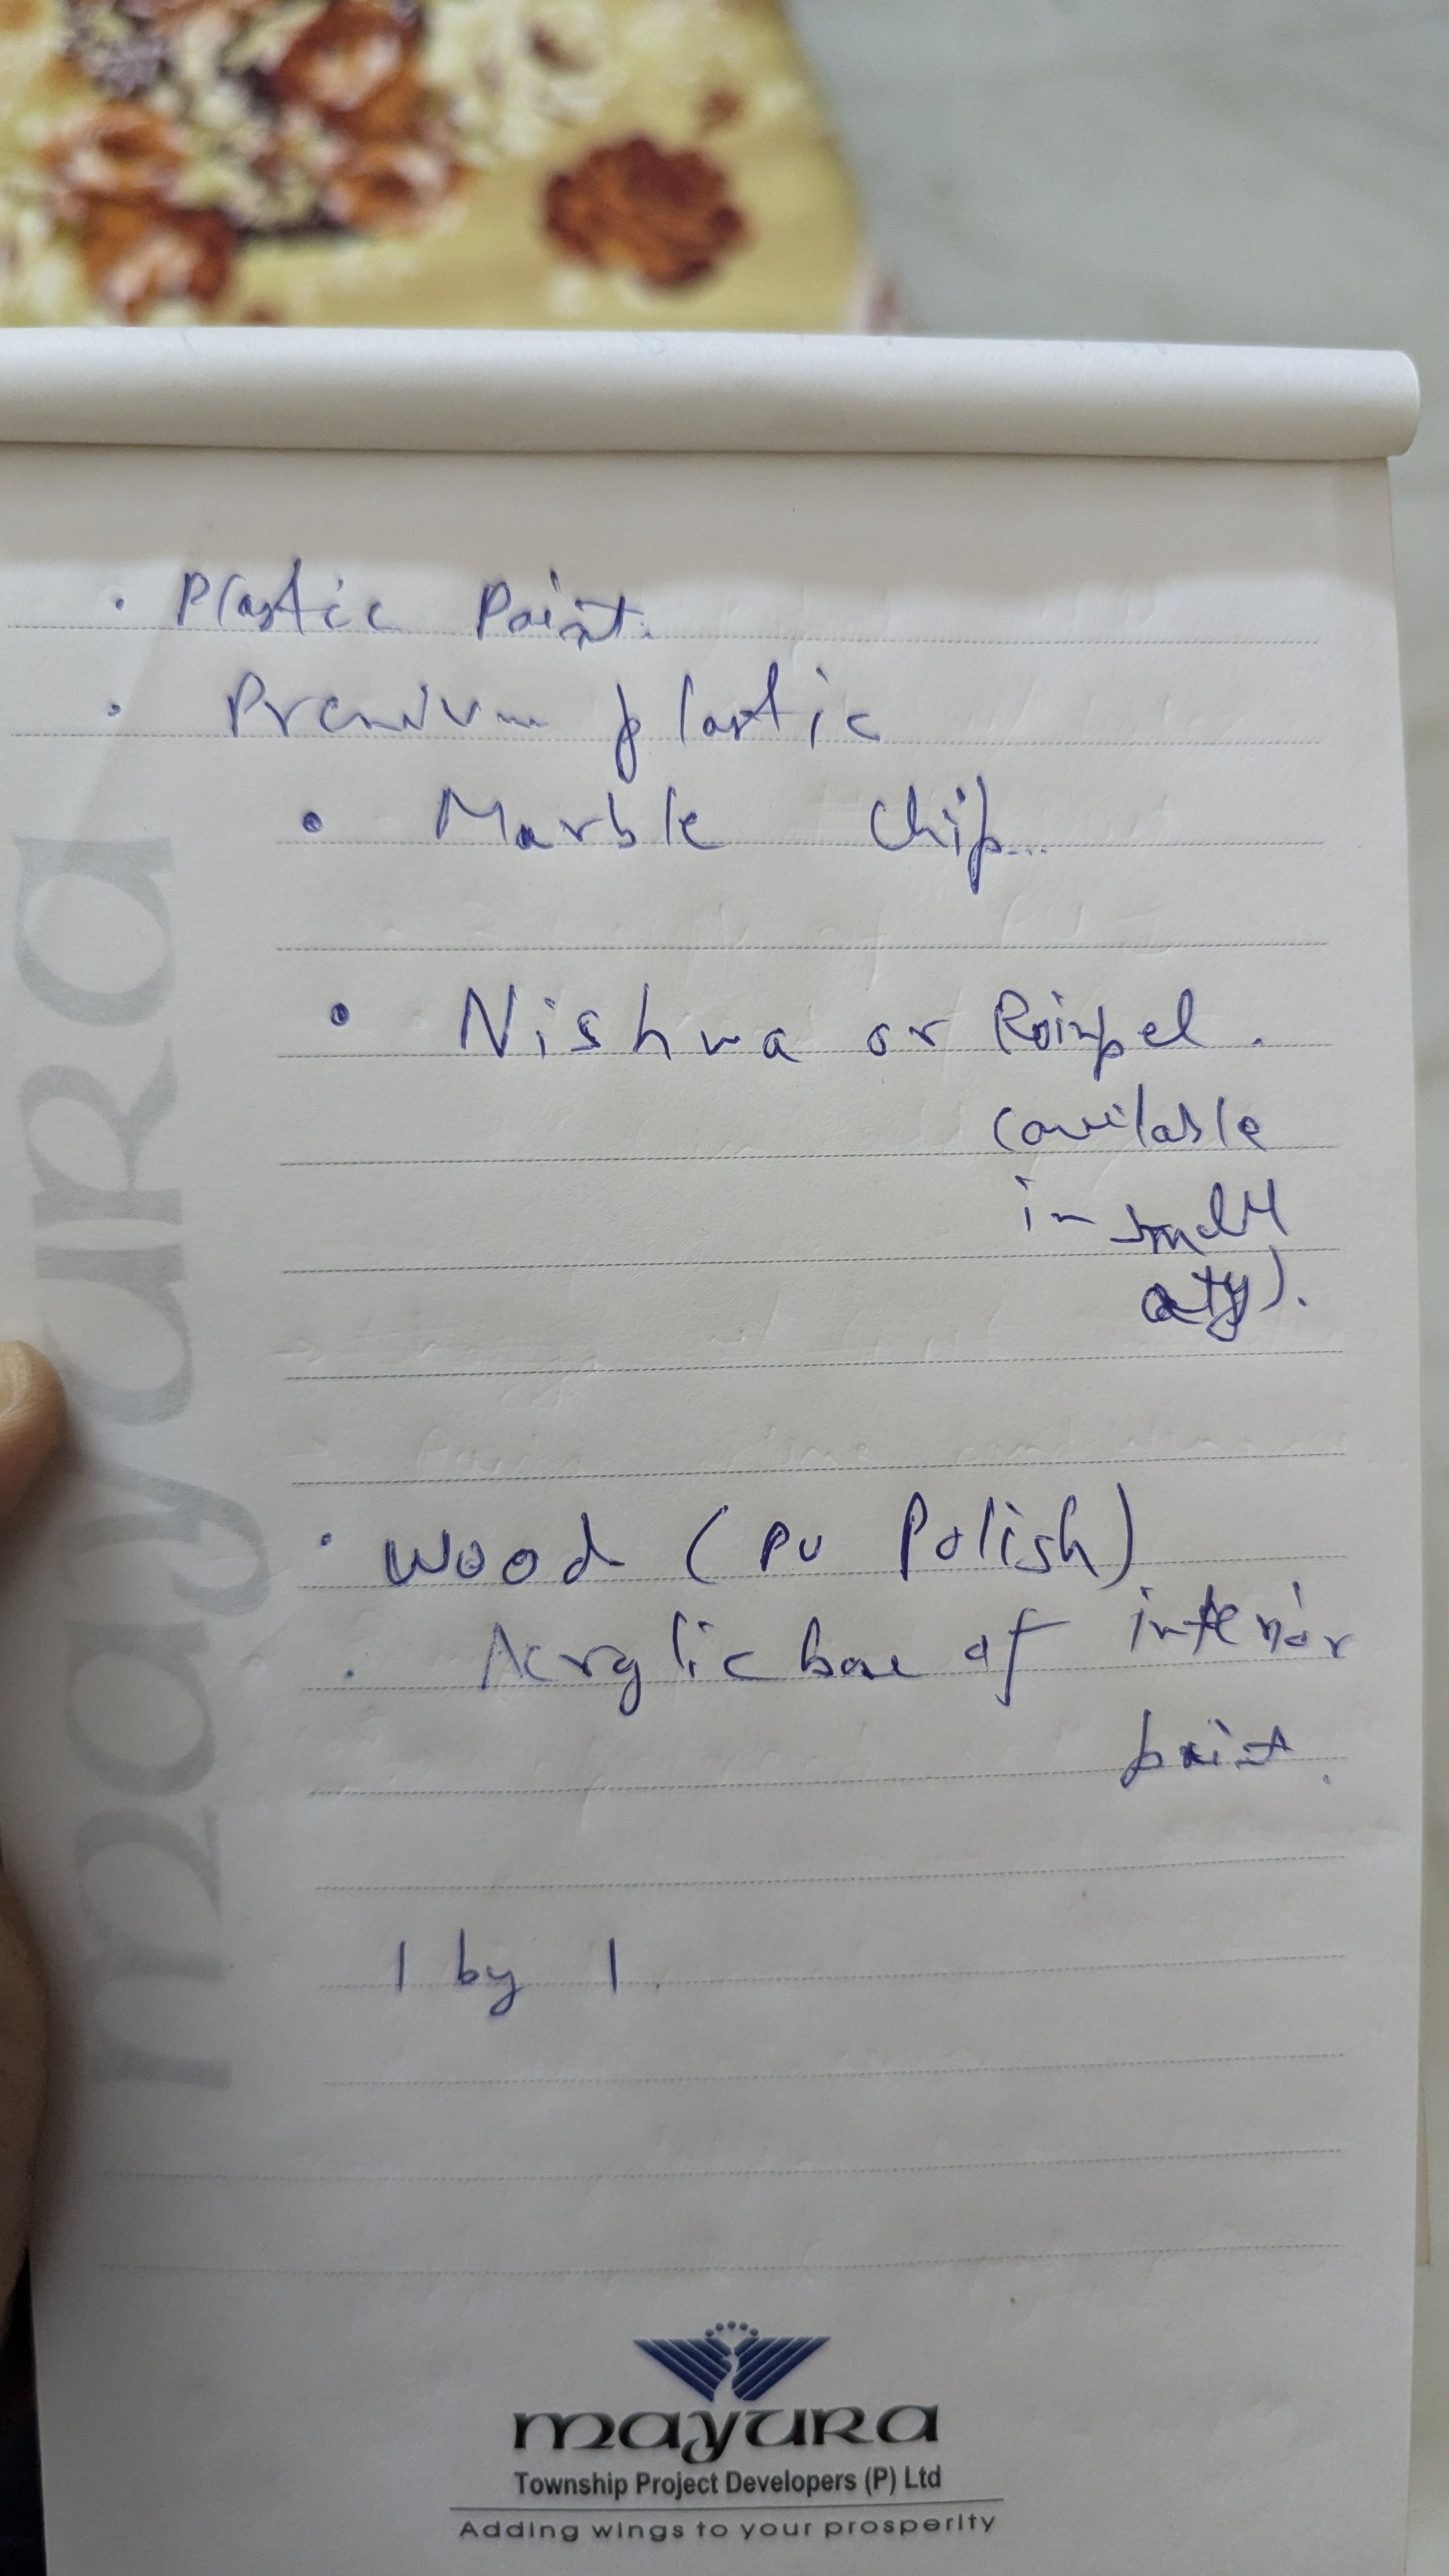 . Plastic Paint.
. Premium plastic
• Marble Chip...
• Nishwa or Roinpel.
(available
in small
qty).
. Wood (PU Polish)
. Acrylic base of interior
paint.
1 by 1.
mayura
mayura
Township Project Developers (P) Ltd
Adding wings to your prosperity